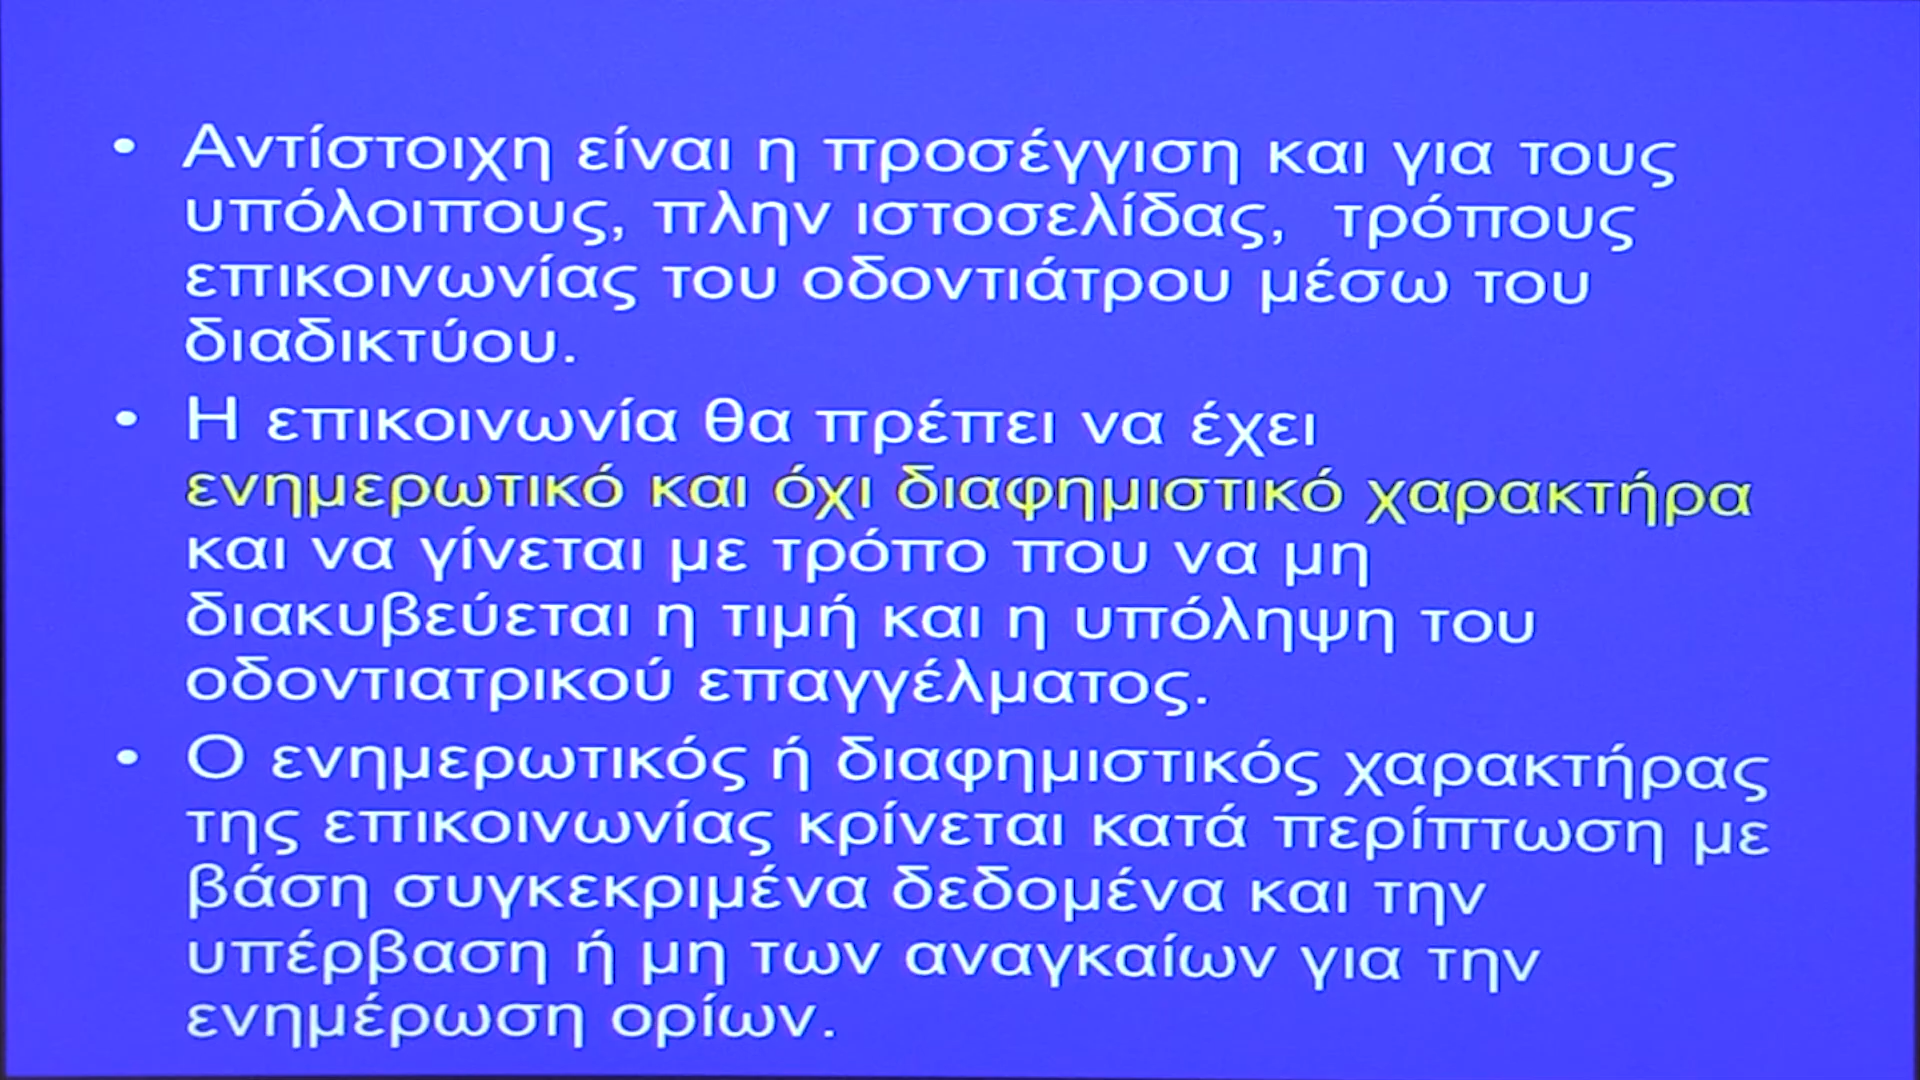 • Αντίστοιχη είναι η προσέγγιση και για τους
υπόλοιπους, πλην ιστοσελίδας, τρόπους
επικοινωνίας του οδοντιάτρου μέσω του
διαδικτύου.
• Η επικοινωνία θα πρέπει να έχει
ενημερωτικό και όχι διαφημιστικό χαρακτήρα
και να γίνεται με τρόπο που να μη
διακυβεύεται η τιμή και η υπόληψη του
οδοντιατρικού επαγγέλματος.
• Ο ενημερωτικός ή διαφημιστικός χαρακτήρας
της επικοινωνίας κρίνεται κατά περίπτωση με
βάση συγκεκριμένα δεδομένα και την
υπέρβαση ή μη των αναγκαίων για την
ενημέρωση ορίων.